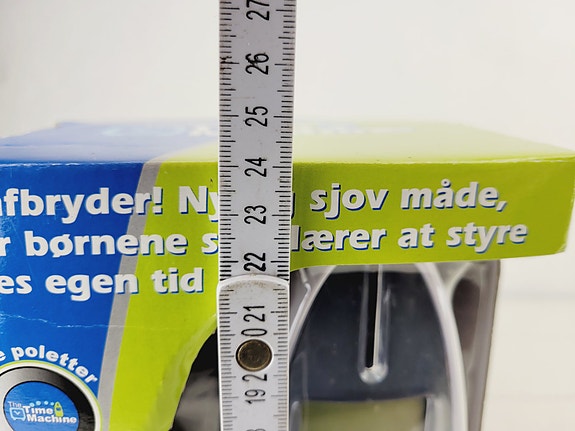 27
26
25
24
23
22
21
19
afbryder! Ny sjov måde,
børnene lærer at styre
es egen tid
poletter
The
Time
Machine